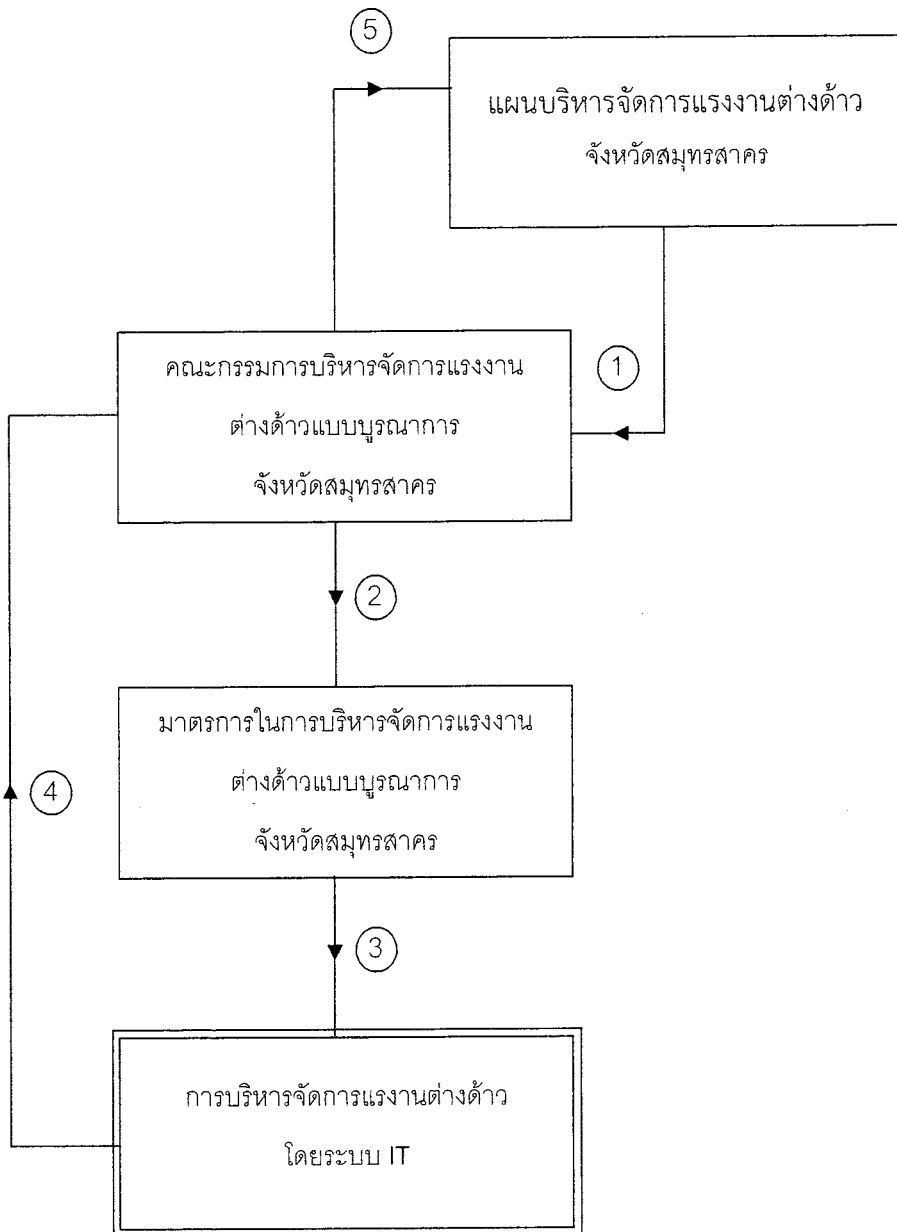 5
แผนบริหารจัดการแรงงานต่างด้าว
จังหวัดสมุทรสาคร
1
คณะกรรมการบริหารจัดการแรงงาน
ต่างด้าวแบบบูรณาการ
จังหวัดสมุทรสาคร
2
มาตรการในการบริหารจัดการแรงงาน
ต่างด้าวแบบบูรณาการ
จังหวัดสมุทรสาคร
4
3
การบริหารจัดการแรงงานต่างด้าว
โดยระบบ IT